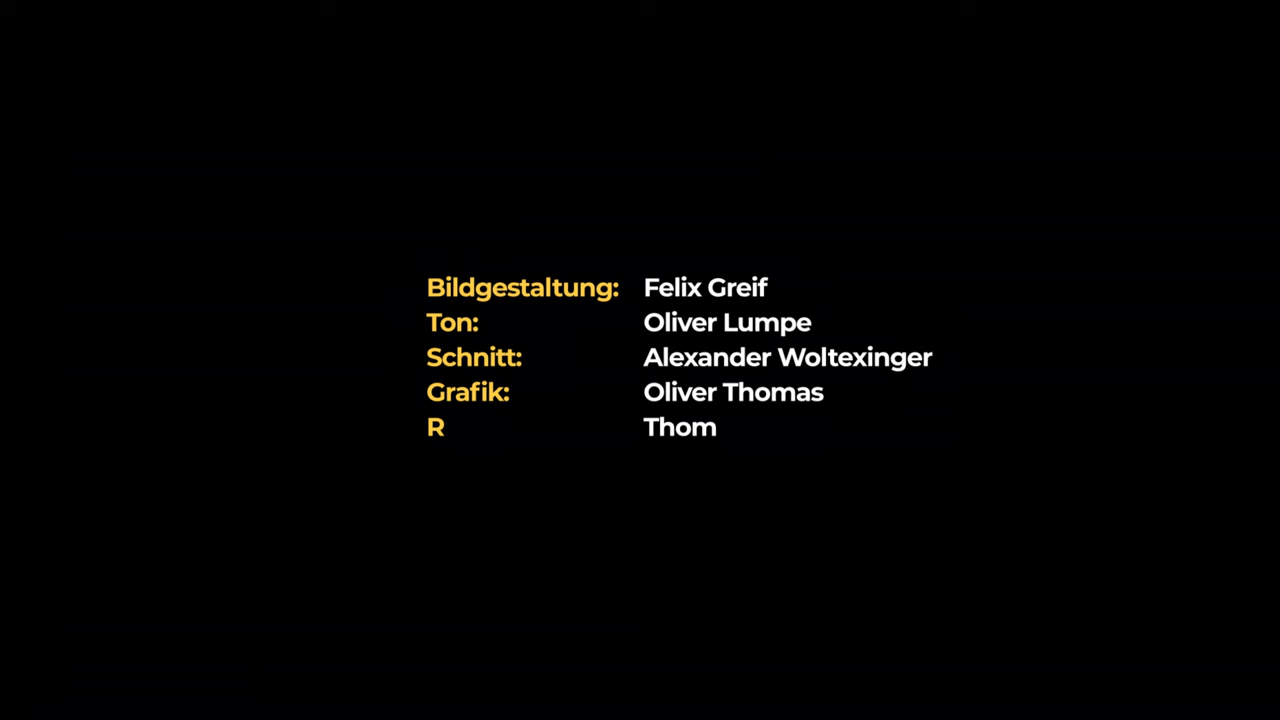 Bildgestaltung: Felix Greif
Ton: Oliver Lumpe
Schnitt: Alexander Woltexinger
Grafik: Oliver Thomas
R Thom